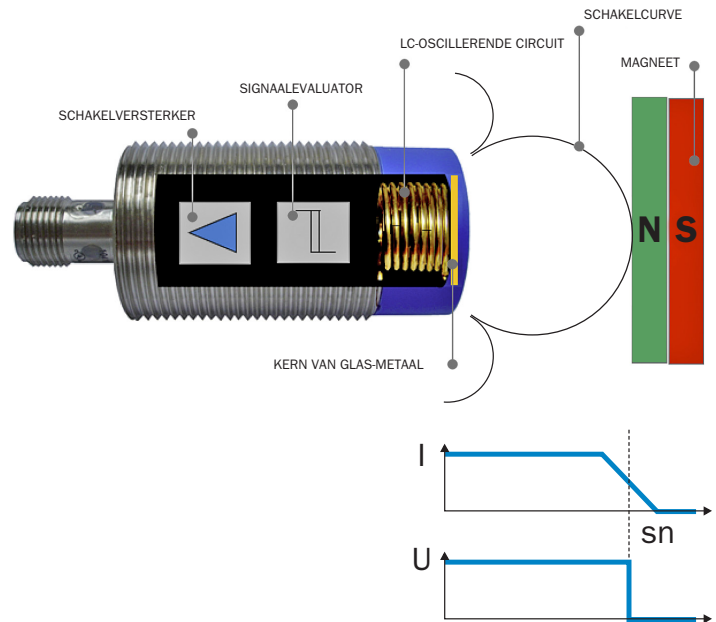 SCHAKELCURVE
LC-OSCILLERENDE CIRCUIT
MAGNEET
SIGNAALEVALUATOR
SCHAKELVERSTERKER
N S
KERN VAN GLAS-METAAL
I
sn
U